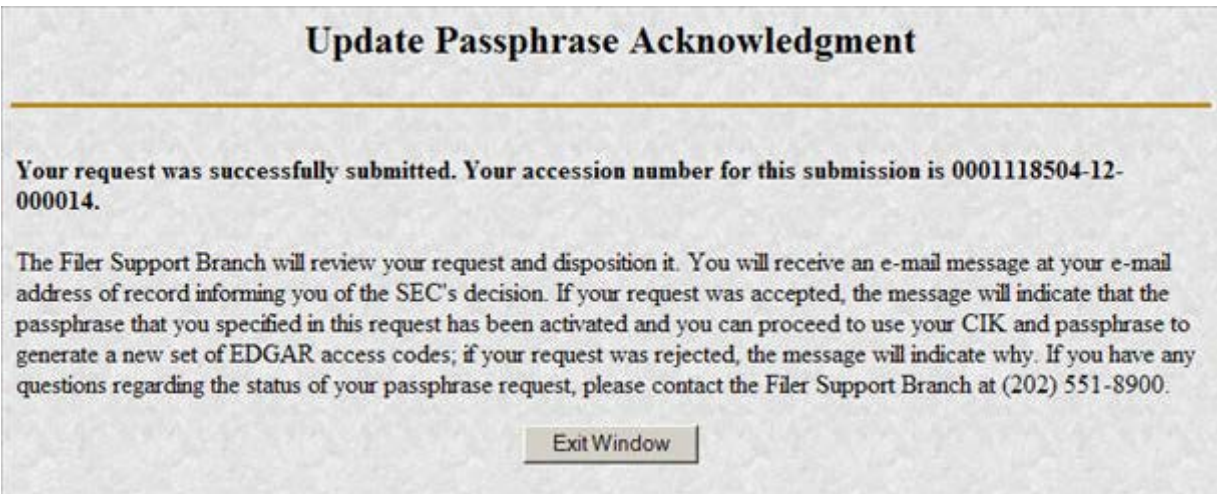 Update Passphrase Acknowledgment
Your request was successfully submitted. Your accession number for this submission is 0001118504-12-
000014.
The Filer Support Branch will review your request and disposition it. You will receive an e-mail message at your e-mail
address of record informing you of the SEC's decision. If your request was accepted, the message will indicate that the
passphrase that you specified in this request has been activated and you can proceed to use your CIK and passphrase to
generate a new set of EDGAR access codes; if your request was rejected, the message will indicate why. If you have any
questions regarding the status of your passphrase request, please contact the Filer Support Branch at (202) 551-8900.
Exit Window